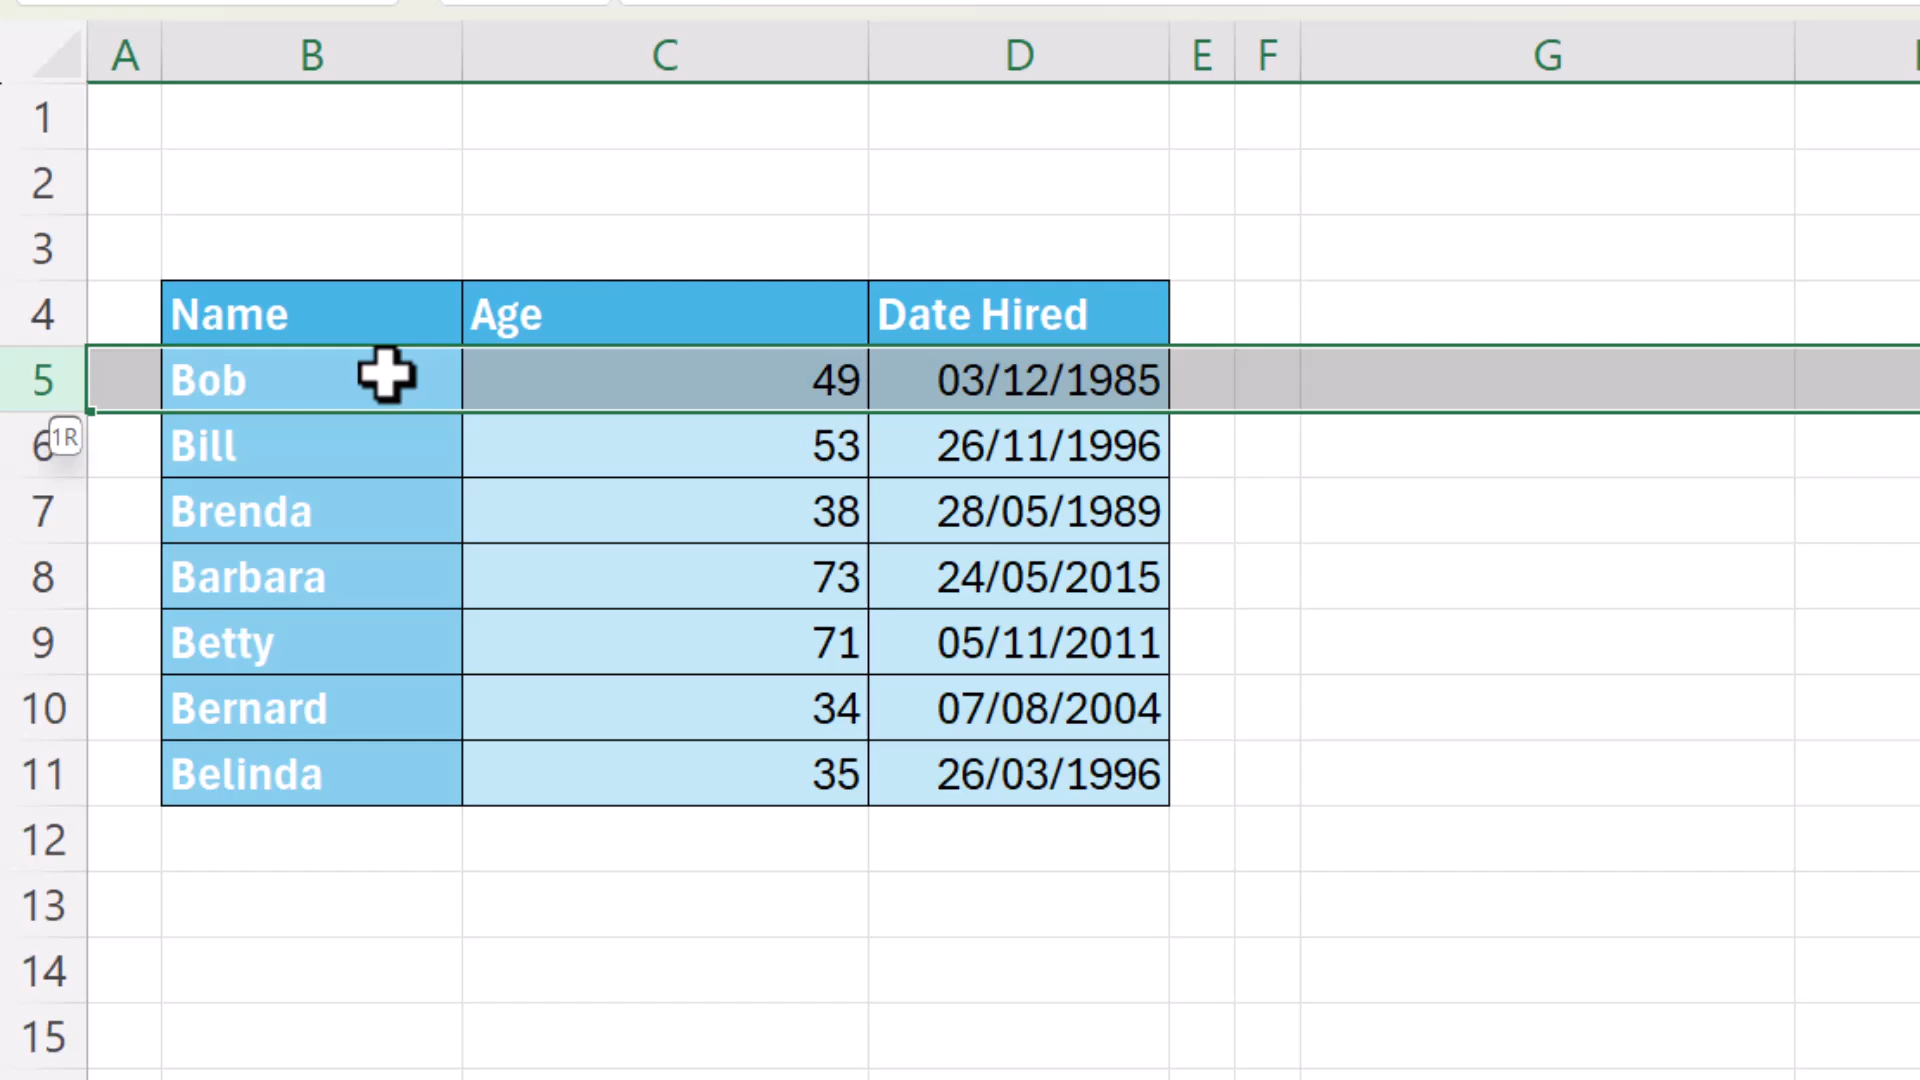 A B C D E F G
1
2
3
4 Name Age Date Hired
5 Bob 49 03/12/1985
6 1R Bill 53 26/11/1996
7 Brenda 38 28/05/1989
8 Barbara 73 24/05/2015
9 Betty 71 05/11/2011
10 Bernard 34 07/08/2004
11 Belinda 35 26/03/1996
12
13
14
15